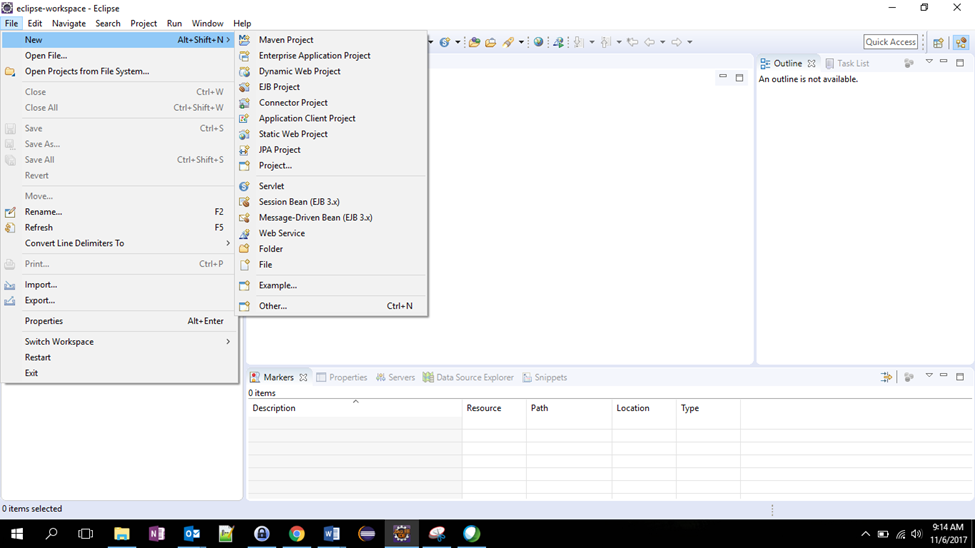 eclipse-workspace - Eclipse
File Edit Navigate Search Project Run Window Help
New Alt+Shift+N
Open File...
Open Projects from File System...
Close Ctrl+W
Close All Ctrl+Shift+W
Save Ctrl+S
Save As...
Save All Ctrl+Shift+S
Revert
Move...
Rename... F2
Refresh F5
Convert Line Delimiters To
Print... Ctrl+P
Import...
Export...
Properties Alt+Enter
Switch Workspace
Restart
Exit
Maven Project
Enterprise Application Project
Dynamic Web Project
EJB Project
Connector Project
Application Client Project
Static Web Project
JPA Project
Project...
Servlet
Session Bean (EJB 3.x)
Message-Driven Bean (EJB 3.x)
Web Service
Folder
File
Example...
Other... Ctrl+N
Quick Access
Outline Task List
An outline is not available.
Markers Properties Servers Data Source Explorer Snippets
0 items
Description Resource Path Location Type
0 items selected
9:14 AM
11/6/2017